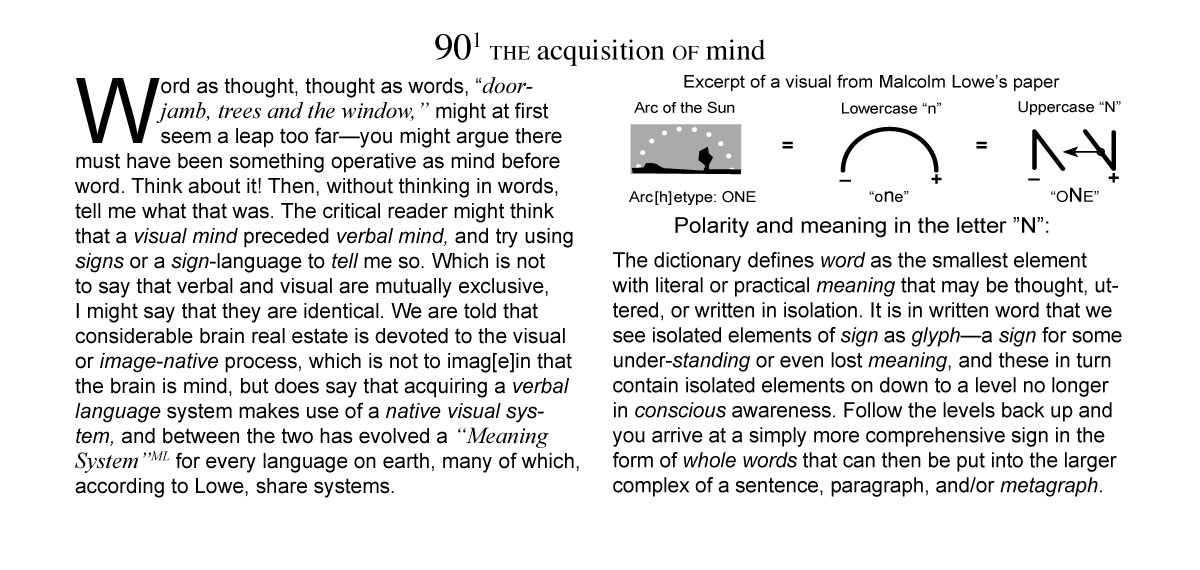 90¹ THE acquisition OF mind
Word as thought, thought as words, “door-
jamb, trees and the window,” might at first
seem a leap too far—you might argue there
must have been something operative as mind before
word. Think about it! Then, without thinking in words,
tell me what that was. The critical reader might think
that a visual mind preceded verbal mind, and try using
signs or a sign-language to tell me so. Which is not
to say that verbal and visual are mutually exclusive,
I might say that they are identical. We are told that
considerable brain real estate is devoted to the visual
or image-native process, which is not to imag[e]in that
the brain is mind, but does say that acquiring a verbal
language system makes use of a native visual sys-
tem, and between the two has evolved a “Meaning
System”ML for every language on earth, many of which,
according to Lowe, share systems.
Excerpt of a visual from Malcolm Lowe’s paper
Arc of the Sun Lowercase “n” Uppercase “N”
= =
– + – +
Arc[h]etype: ONE “one” “ONE”
Polarity and meaning in the letter ”N”:
The dictionary defines word as the smallest element
with literal or practical meaning that may be thought, ut-
tered, or written in isolation. It is in written word that we
see isolated elements of sign as glyph—a sign for some
under-standing or even lost meaning, and these in turn
contain isolated elements on down to a level no longer
in conscious awareness. Follow the levels back up and
you arrive at a simply more comprehensive sign in the
form of whole words that can then be put into the larger
complex of a sentence, paragraph, and/or metagraph.